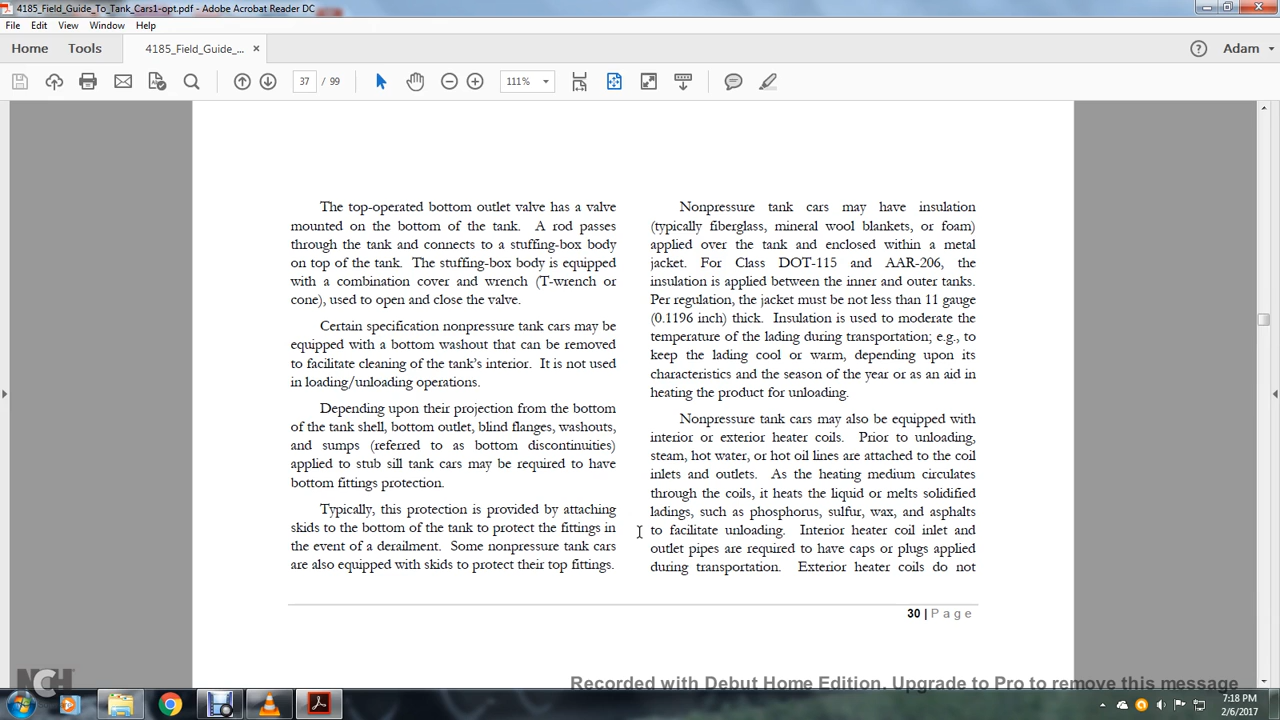 4185_Field_Guide_To_Tank_Cars1-opt.pdf - Adobe Acrobat Reader DC
File Edit View Window Help
Home Tools 4185_Field_Guide_... × Adam
37 / 99 111%
The top-operated bottom outlet valve has a valve
mounted on the bottom of the tank. A rod passes
through the tank and connects to a stuffing-box body
on top of the tank. The stuffing-box body is equipped
with a combination cover and wrench (T-wrench or
cone), used to open and close the valve.
Certain specification nonpressure tank cars may be
equipped with a bottom washout that can be removed
to facilitate cleaning of the tank's interior. It is not used
in loading/unloading operations.
Depending upon their projection from the bottom
of the tank shell, bottom outlet, blind flanges, washouts,
and sumps (referred to as bottom discontinuities)
applied to stub sill tank cars may be required to have
bottom fittings protection.
Typically, this protection is provided by attaching
skids to the bottom of the tank to protect the fittings in
the event of a derailment. Some nonpressure tank cars
are also equipped with skids to protect their top fittings.
Nonpressure tank cars may have insulation
(typically fiberglass, mineral wool blankets, or foam)
applied over the tank and enclosed within a metal
jacket. For Class DOT-115 and AAR-206, the
insulation is applied between the inner and outer tanks.
Per regulation, the jacket must be not less than 11 gauge
(0.1196 inch) thick. Insulation is used to moderate the
temperature of the lading during transportation; e.g., to
keep the lading cool or warm, depending upon its
characteristics and the season of the year or as an aid in
heating the product for unloading.
Nonpressure tank cars may also be equipped with
interior or exterior heater coils. Prior to unloading,
steam, hot water, or hot oil lines are attached to the coil
inlets and outlets. As the heating medium circulates
through the coils, it heats the liquid or melts solidified
ladings, such as phosphorus, sulfur, wax, and asphalts
to facilitate unloading. Interior heater coil inlet and
outlet pipes are required to have caps or plugs applied
during transportation. Exterior heater coils do not
30 | Page
NCH
Recorded with Debut Home Edition. Upgrade to Pro to remove this message
7:18 PM
2/6/2017